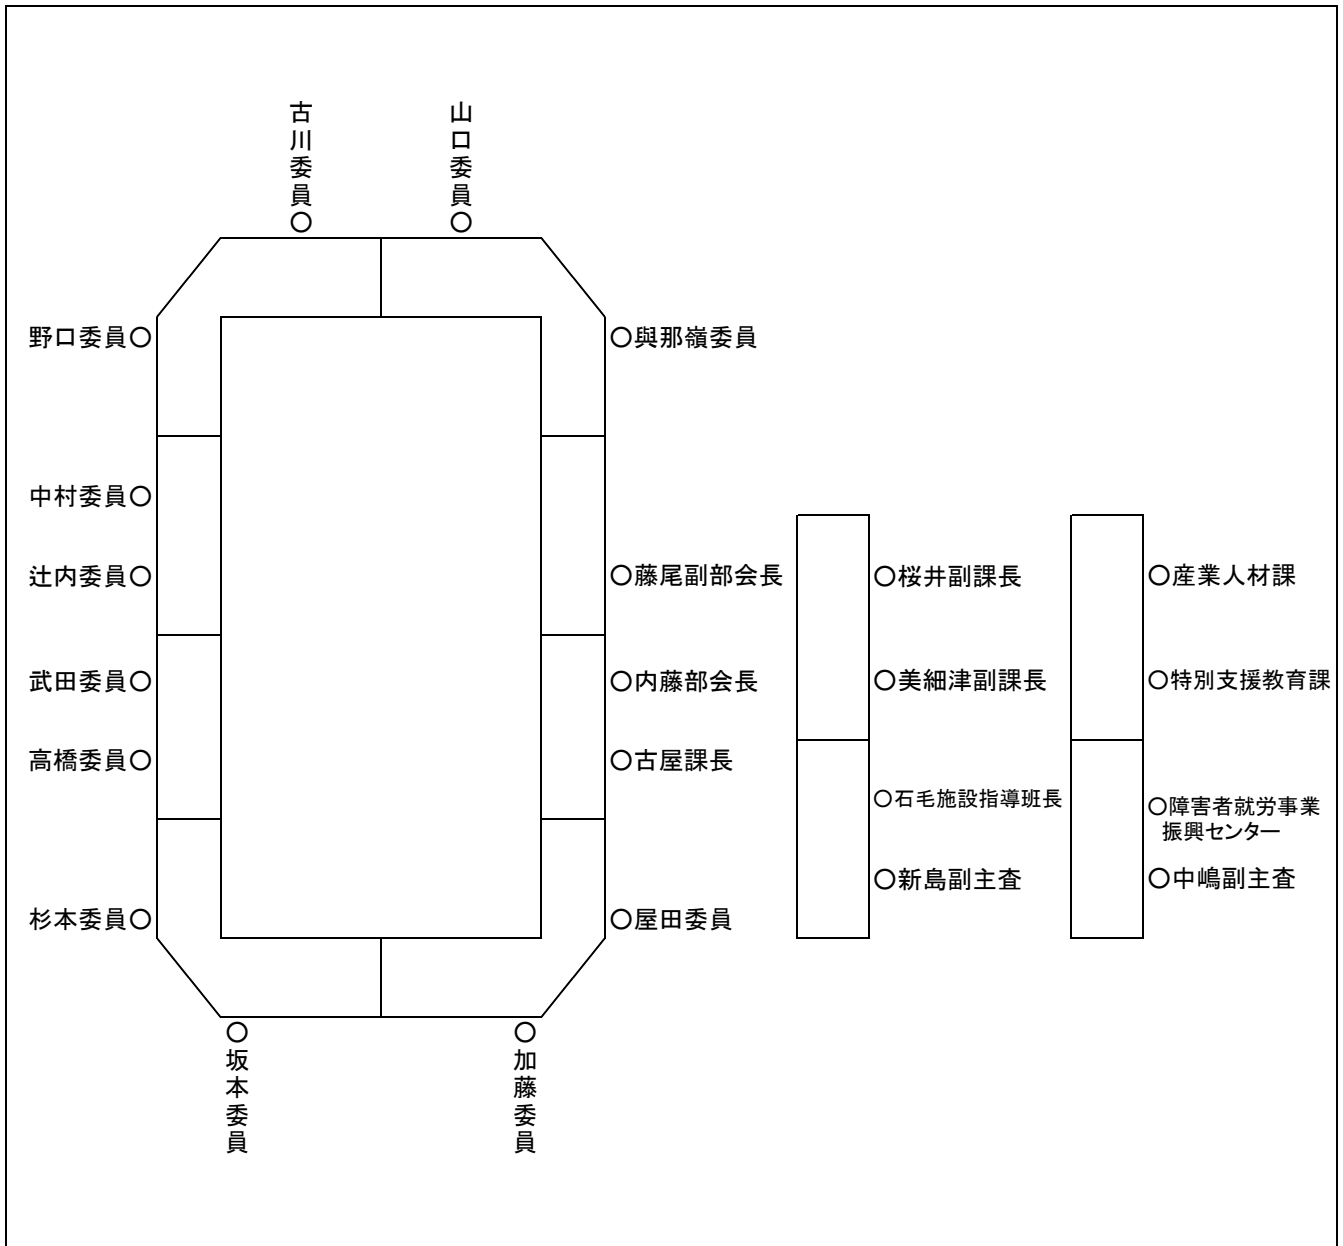 古川委員○
山口委員○
野口委員○
○與那嶺委員
中村委員○
辻内委員○
○藤尾副部会長
○桜井副課長
○産業人材課
武田委員○
○内藤部会長
○美細津副課長
○特別支援教育課
高橋委員○
○古屋課長
○石毛施設指導班長
○障害者就労事業
振興センター
○新島副主査
○中嶋副主査
杉本委員○
○屋田委員
○坂本委員
○加藤委員